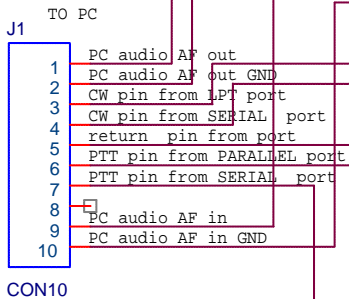 TO PC
J1
1 PC audio AF out
2 PC audio AF out GND
3 CW pin from LPT port
4 CW pin from SERIAL port
5 return pin from port
6 PTT pin from PARALLEL port
7 PTT pin from SERIAL port
8
9 PC audio AF in
10 PC audio AF in GND
CON10